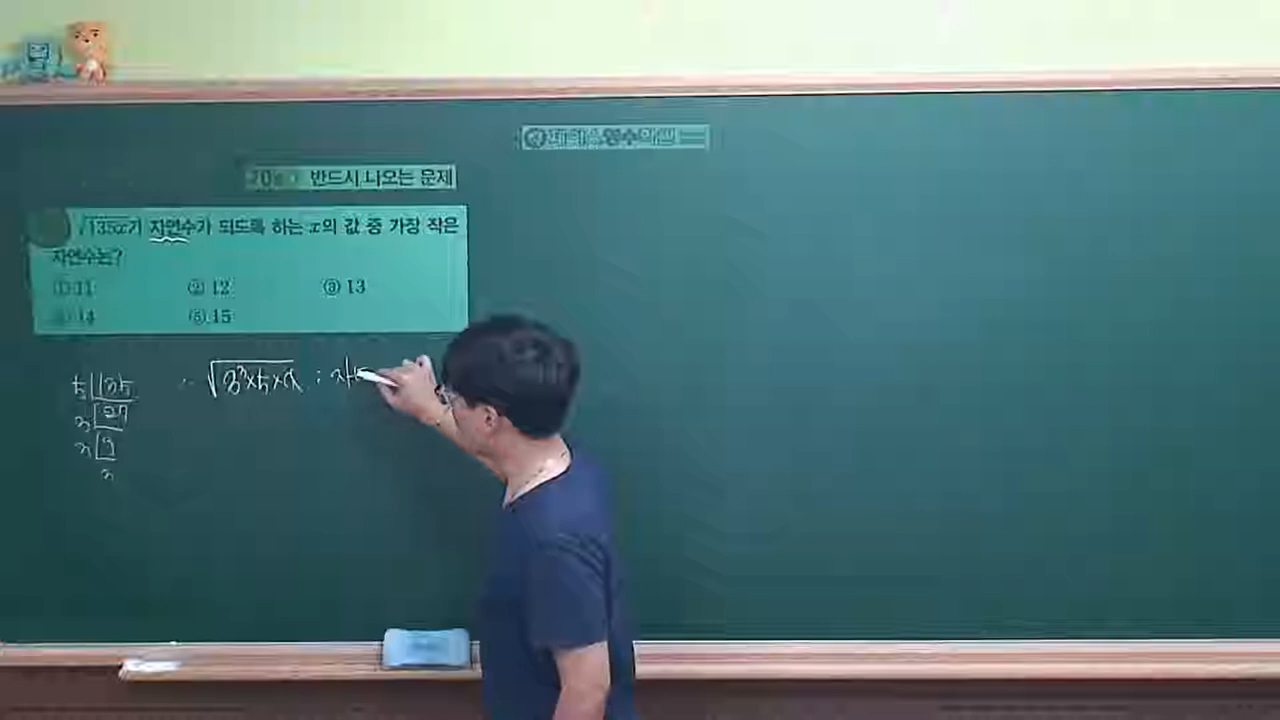 반드시 나오는 문제
√135x가 자연수가 되도록 하는 x의 값 중 가장 작은
자연수는?
① 11 ② 12 ③ 13
④ 14 ⑤ 15
5 135 ∴ √3³×5×x : 자연
3 27
3 9
3